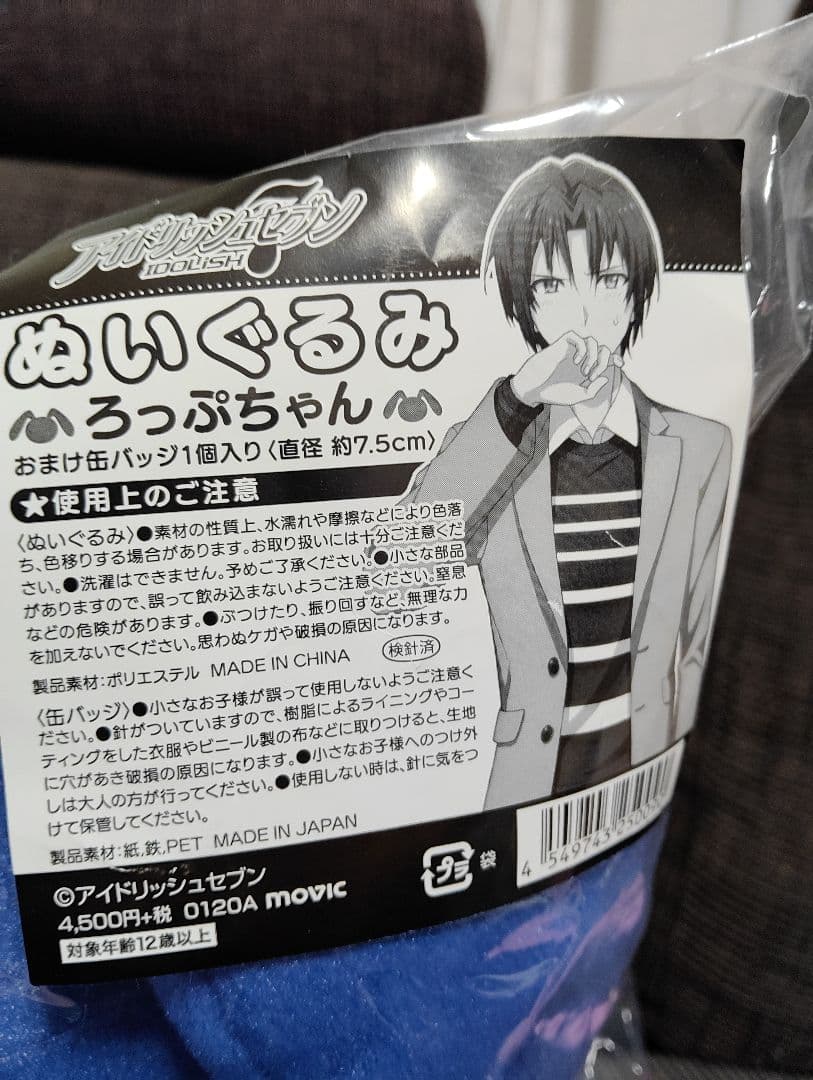 アイドリッシュセブン
IDOLISH
ぬいぐるみ
ろっぷちゃん
おまけ缶バッジ1個入り〈直径 約7.5cm〉
★使用上のご注意
〈ぬいぐるみ〉●素材の性質上、水濡れや摩擦などにより色落
ち、色移りする場合があります。お取り扱いには十分ご注意くだ
さい。●洗濯はできません。予めご了承ください。●小さな部品
がありますので、誤って飲み込まないようご注意ください。窒息
などの危険があります。●ぶつけたり、振り回すなど、無理な力
を加えないでください。思わぬケガや破損の原因になります。
製品素材:ポリエステル MADE IN CHINA 検針済
〈缶バッジ〉●小さなお子様が誤って使用しないようご注意く
ださい。●針がついていますので、樹脂によるライニングやコー
ティングをした衣服やビニール製の布などに取りつけると、生地
に穴があき破損の原因になります。●小さなお子様へのつけ外
しは大人の方が行ってください。●使用しない時は、針に気をつ
けて保管してください。
製品素材:紙,鉄,PET MADE IN JAPAN
©アイドリッシュセブン
4,500円+税 0120A movic
対象年齢12歳以上
プラ 袋